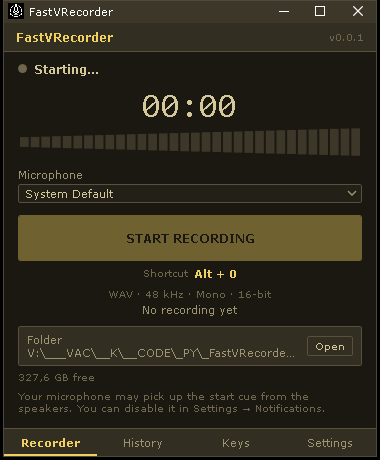 FastVRecorder
FastVRecorder v0.0.1
Starting...
00:00
Microphone
System Default
START RECORDING
Shortcut Alt + 0
WAV · 48 kHz · Mono · 16-bit
No recording yet
Folder
V:\___VAC\__K\__CODE\_PY\_FastVRecorde...
Open
327,6 GB free
Your microphone may pick up the start cue from the
speakers. You can disable it in Settings → Notifications.
Recorder History Keys Settings